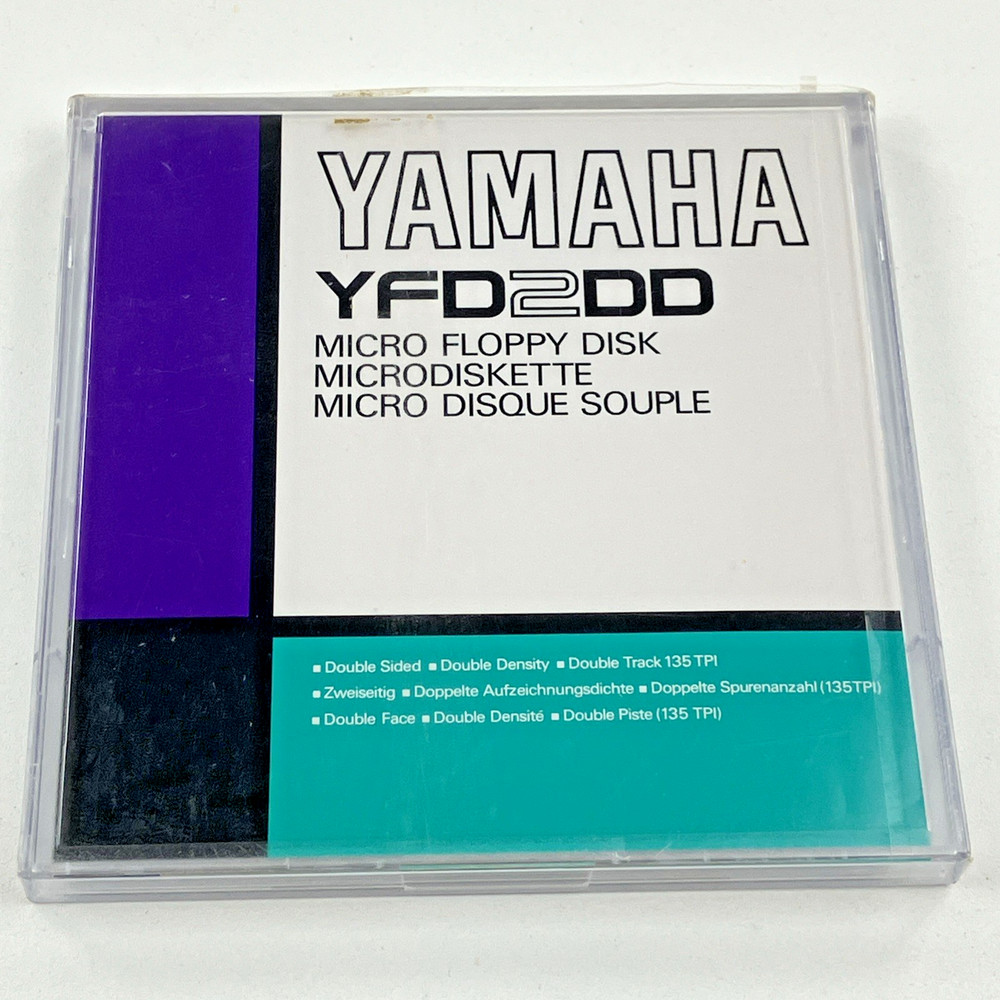 YAMAHA
YFD2DD
MICRO FLOPPY DISK
MICRODISKETTE
MICRO DISQUE SOUPLE
▪ Double Sided ▪ Double Density ▪ Double Track 135 TPI
▪ Zweiseitig ▪ Doppelte Aufzeichnungsdichte ▪ Doppelte Spurenanzahl (135TPI)
▪ Double Face ▪ Double Densité ▪ Double Piste (135 TPI)